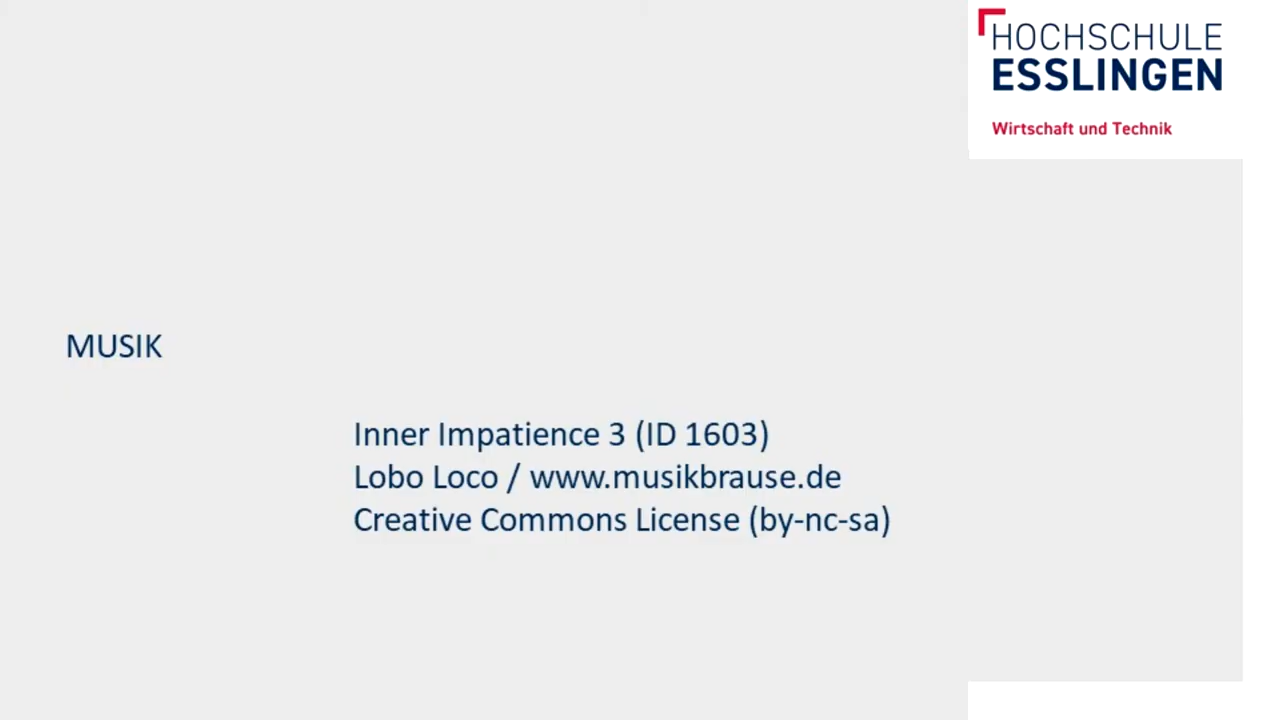 HOCHSCHULE
ESSLINGEN
Wirtschaft und Technik
MUSIK
Inner Impatience 3 (ID 1603)
Lobo Loco / www.musikbrause.de
Creative Commons License (by-nc-sa)